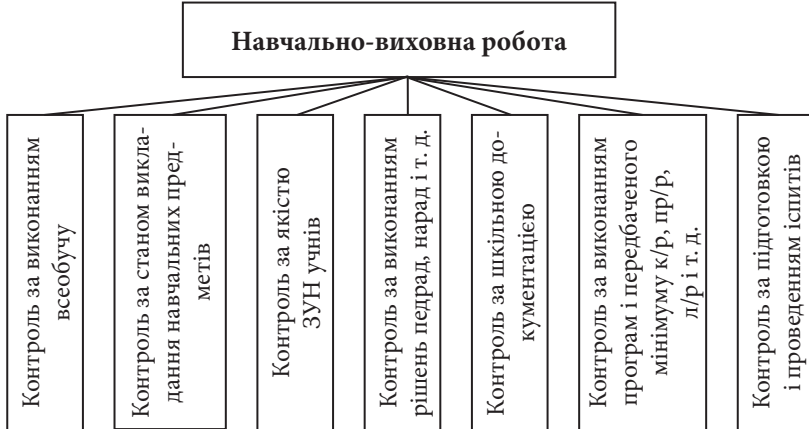 Навчально-виховна робота
Контроль за виконанням
всеобучу
Контроль за станом викла-
дання навчальних пред-
метів
Контроль за якістю
ЗУН учнів
Контроль за виконанням
рішень педрад, нарад і т. д.
Контроль за шкільною до-
кументацією
Контроль за виконанням
програм і передбаченого
мінімуму к/р, пр/р,
л/р і т. д.
Контроль за підготовкою
і проведенням іспитів